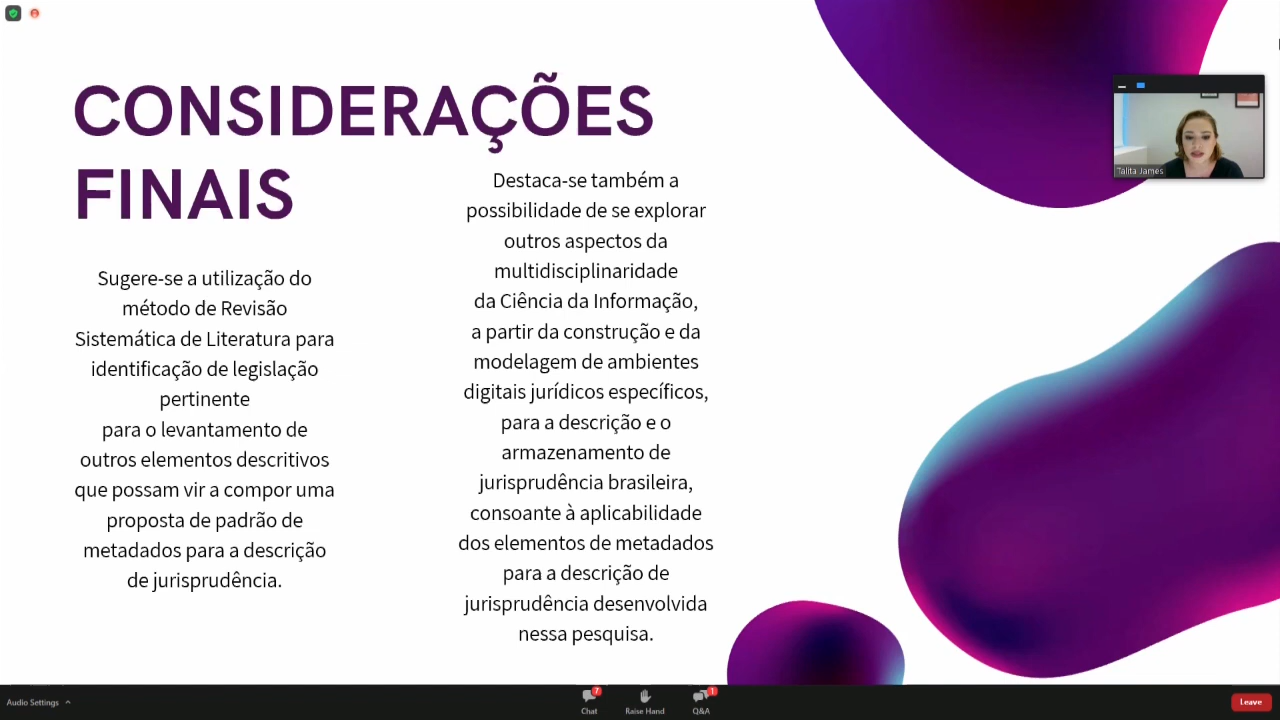 CONSIDERAÇÕES
FINAIS
Sugere-se a utilização do
método de Revisão
Sistemática de Literatura para
identificação de legislação
pertinente
para o levantamento de
outros elementos descritivos
que possam vir a compor uma
proposta de padrão de
metadados para a descrição
de jurisprudência.
Destaca-se também a
possibilidade de se explorar
outros aspectos da
multidisciplinaridade
da Ciência da Informação,
a partir da construção e da
modelagem de ambientes
digitais jurídicos específicos,
para a descrição e o
armazenamento de
jurisprudência brasileira,
consoante à aplicabilidade
dos elementos de metadados
para a descrição de
jurisprudência desenvolvida
nessa pesquisa.
Talita James
Audio Settings
7
Chat
Raise Hand
1
Q&A
Leave